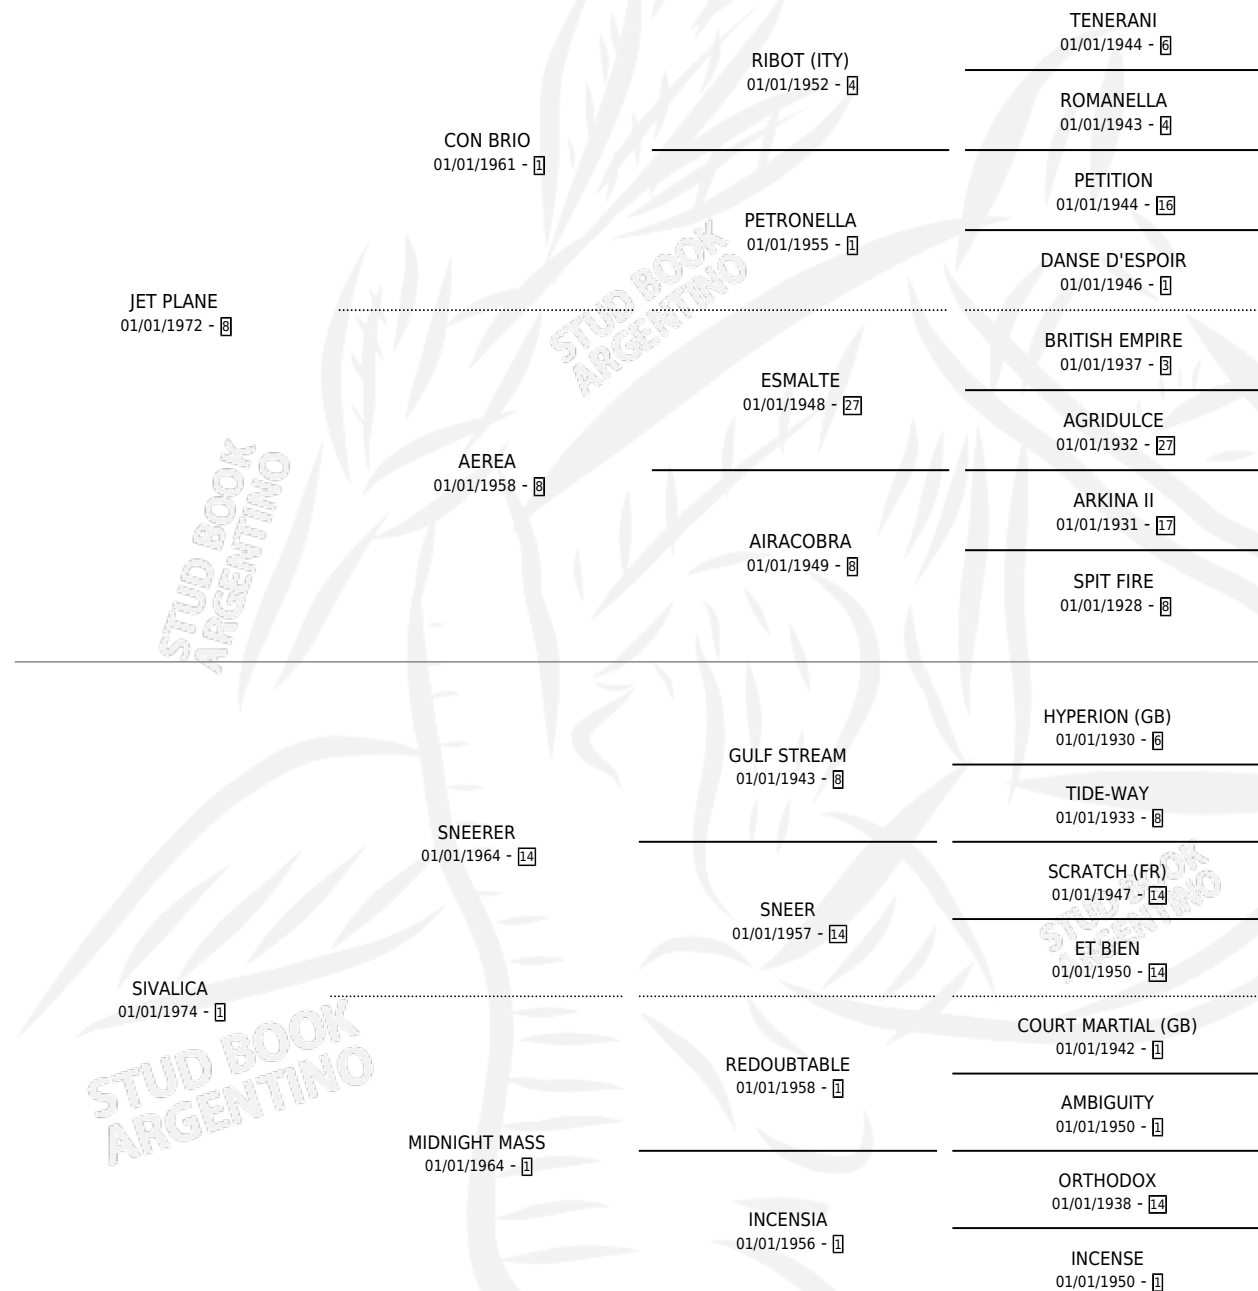 TENERANI
01/01/1944 - 6
RIBOT (ITY)
01/01/1952 - 4
ROMANELLA
01/01/1943 - 4
CON BRIO
01/01/1961 - 1
PETITION
01/01/1944 - 16
PETRONELLA
01/01/1955 - 1
DANSE D'ESPOIR
01/01/1946 - 1
JET PLANE
01/01/1972 - 8
STUD BOOK
ARGENTINO
BRITISH EMPIRE
01/01/1937 - 3
ESMALTE
01/01/1948 - 27
AGRIDULCE
01/01/1932 - 27
AEREA
01/01/1958 - 8
ARKINA II
01/01/1931 - 17
AIRACOBRA
01/01/1949 - 8
SPIT FIRE
01/01/1928 - 8
STUD BOOK
ARGENTINO
HYPERION (GB)
01/01/1930 - 6
GULF STREAM
01/01/1943 - 8
TIDE-WAY
01/01/1933 - 8
SNEERER
01/01/1964 - 14
SCRATCH (FR)
01/01/1947 - 14
SNEER
01/01/1957 - 14
ET BIEN
01/01/1950 - 14
STUD BOOK
ARGENTINO
SIVALICA
01/01/1974 - 1
COURT MARTIAL (GB)
01/01/1942 - 1
STUD BOOK
ARGENTINO
REDOUBTABLE
01/01/1958 - 1
AMBIGUITY
01/01/1950 - 1
MIDNIGHT MASS
01/01/1964 - 1
ORTHODOX
01/01/1938 - 14
INCENSIA
01/01/1956 - 1
INCENSE
01/01/1950 - 1